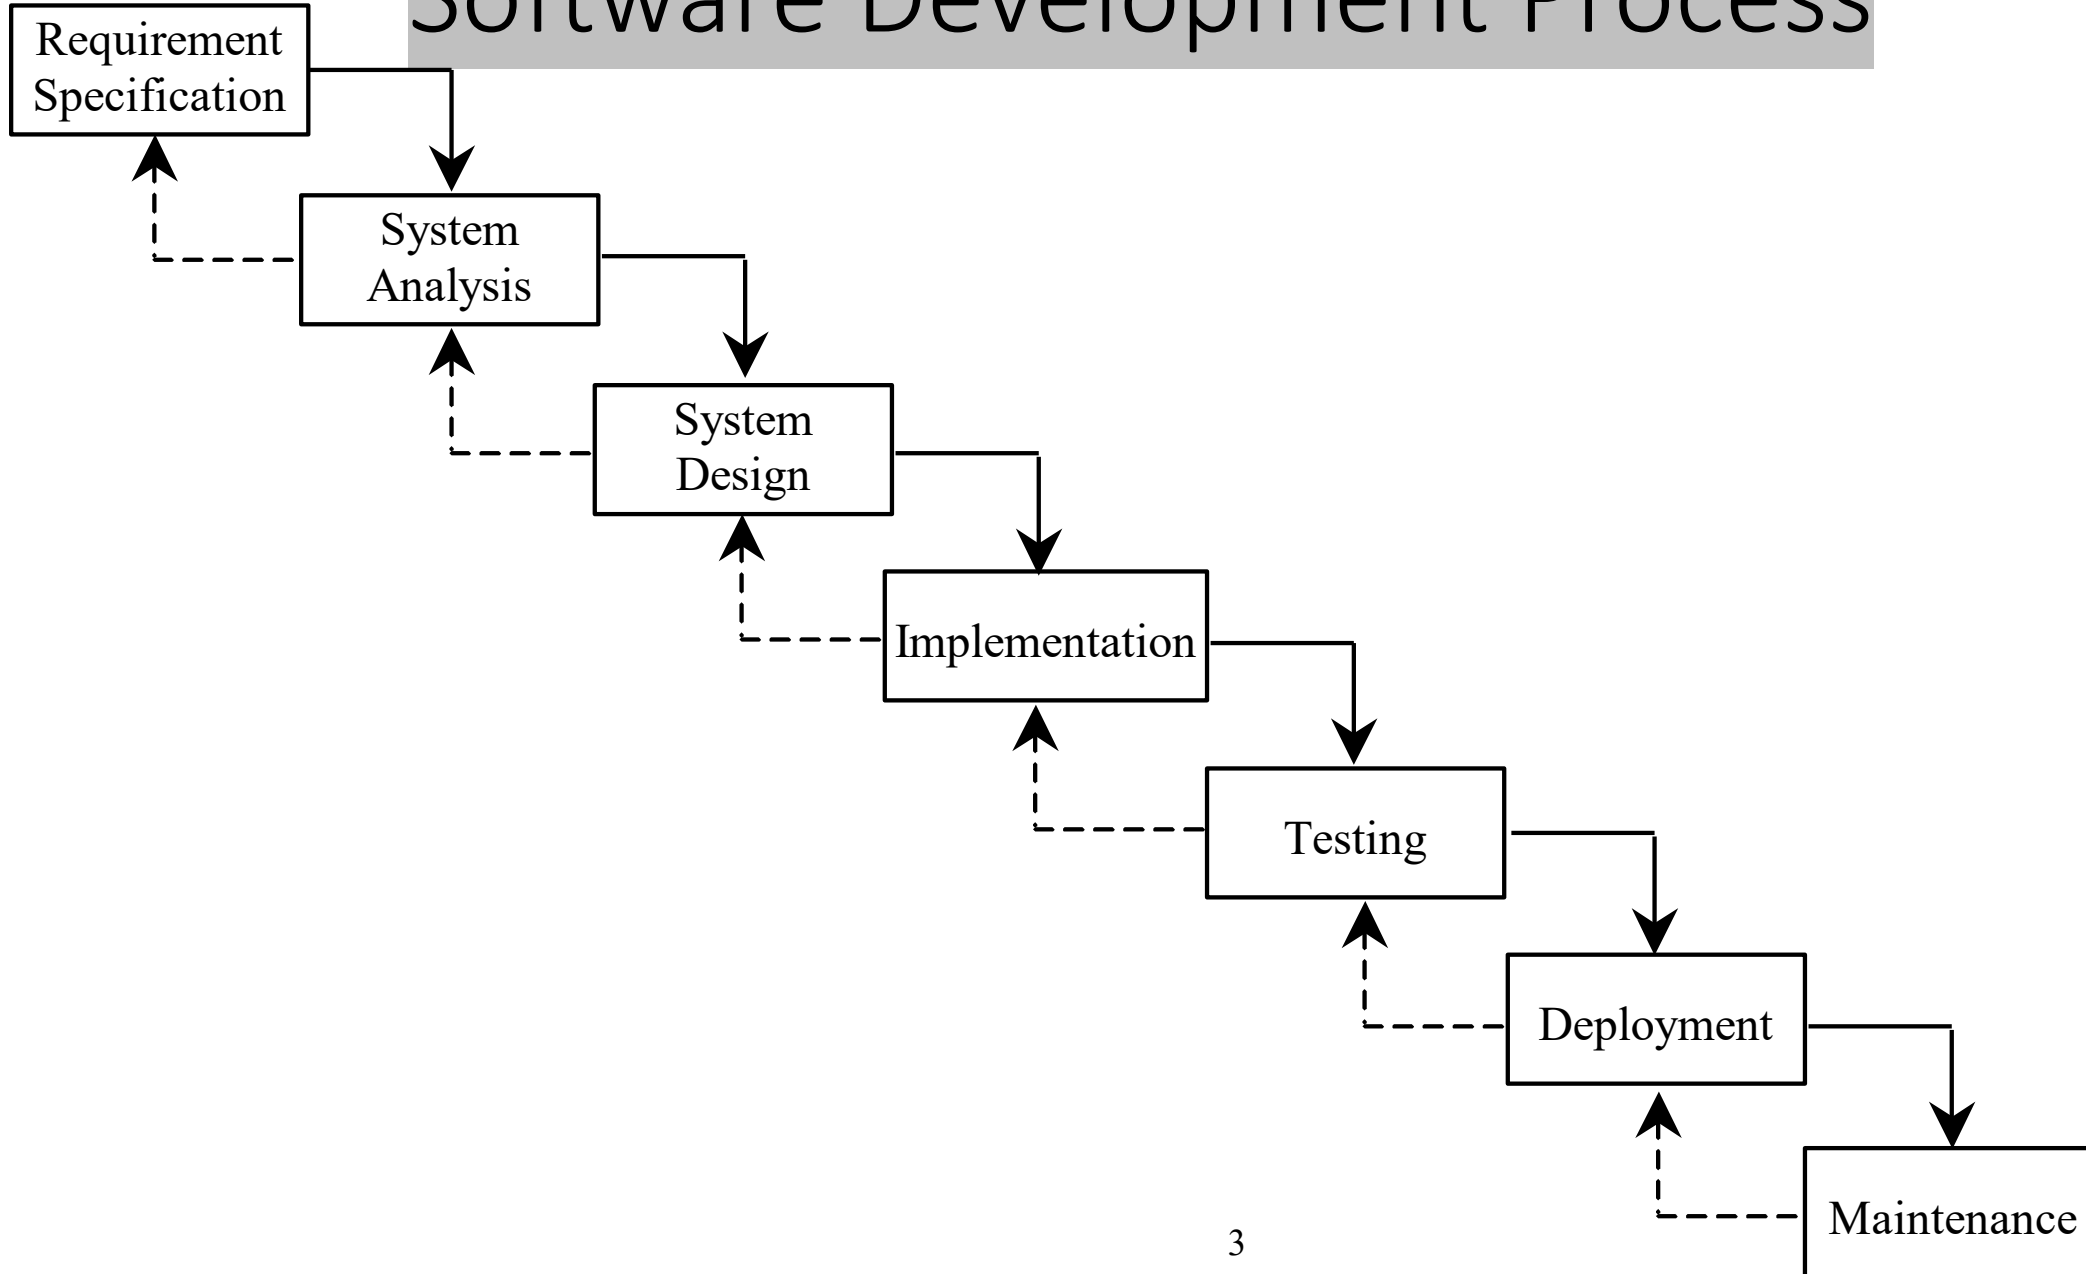 Software Development Process
Requirement
Specification
System
Analysis
System
Design
Implementation
Testing
Deployment
Maintenance
3